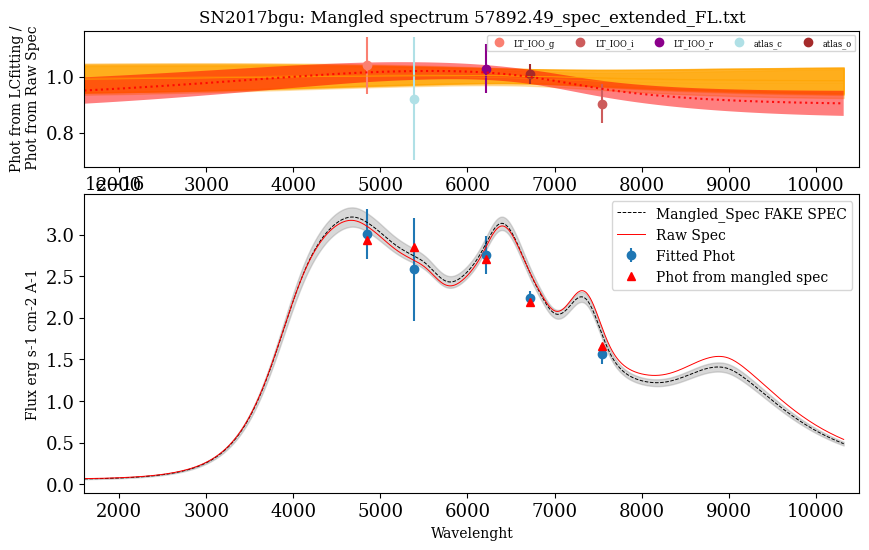 SN2017bgu: Mangled spectrum 57892.49_spec_extended_FL.txt
Phot from LCfitting /
Phot from Raw Spec
1.0
0.8
LT_IOO_g
LT_IOO_i
LT_IOO_r
atlas_c
atlas_o
2000 3000 4000 5000 6000 7000 8000 9000 10000
1e−16
Flux erg s-1 cm-2 A-1
3.0
2.5
2.0
1.5
1.0
0.5
0.0
Mangled_Spec FAKE SPEC
Raw Spec
Fitted Phot
Phot from mangled spec
2000 3000 4000 5000 6000 7000 8000 9000 10000
Wavelenght